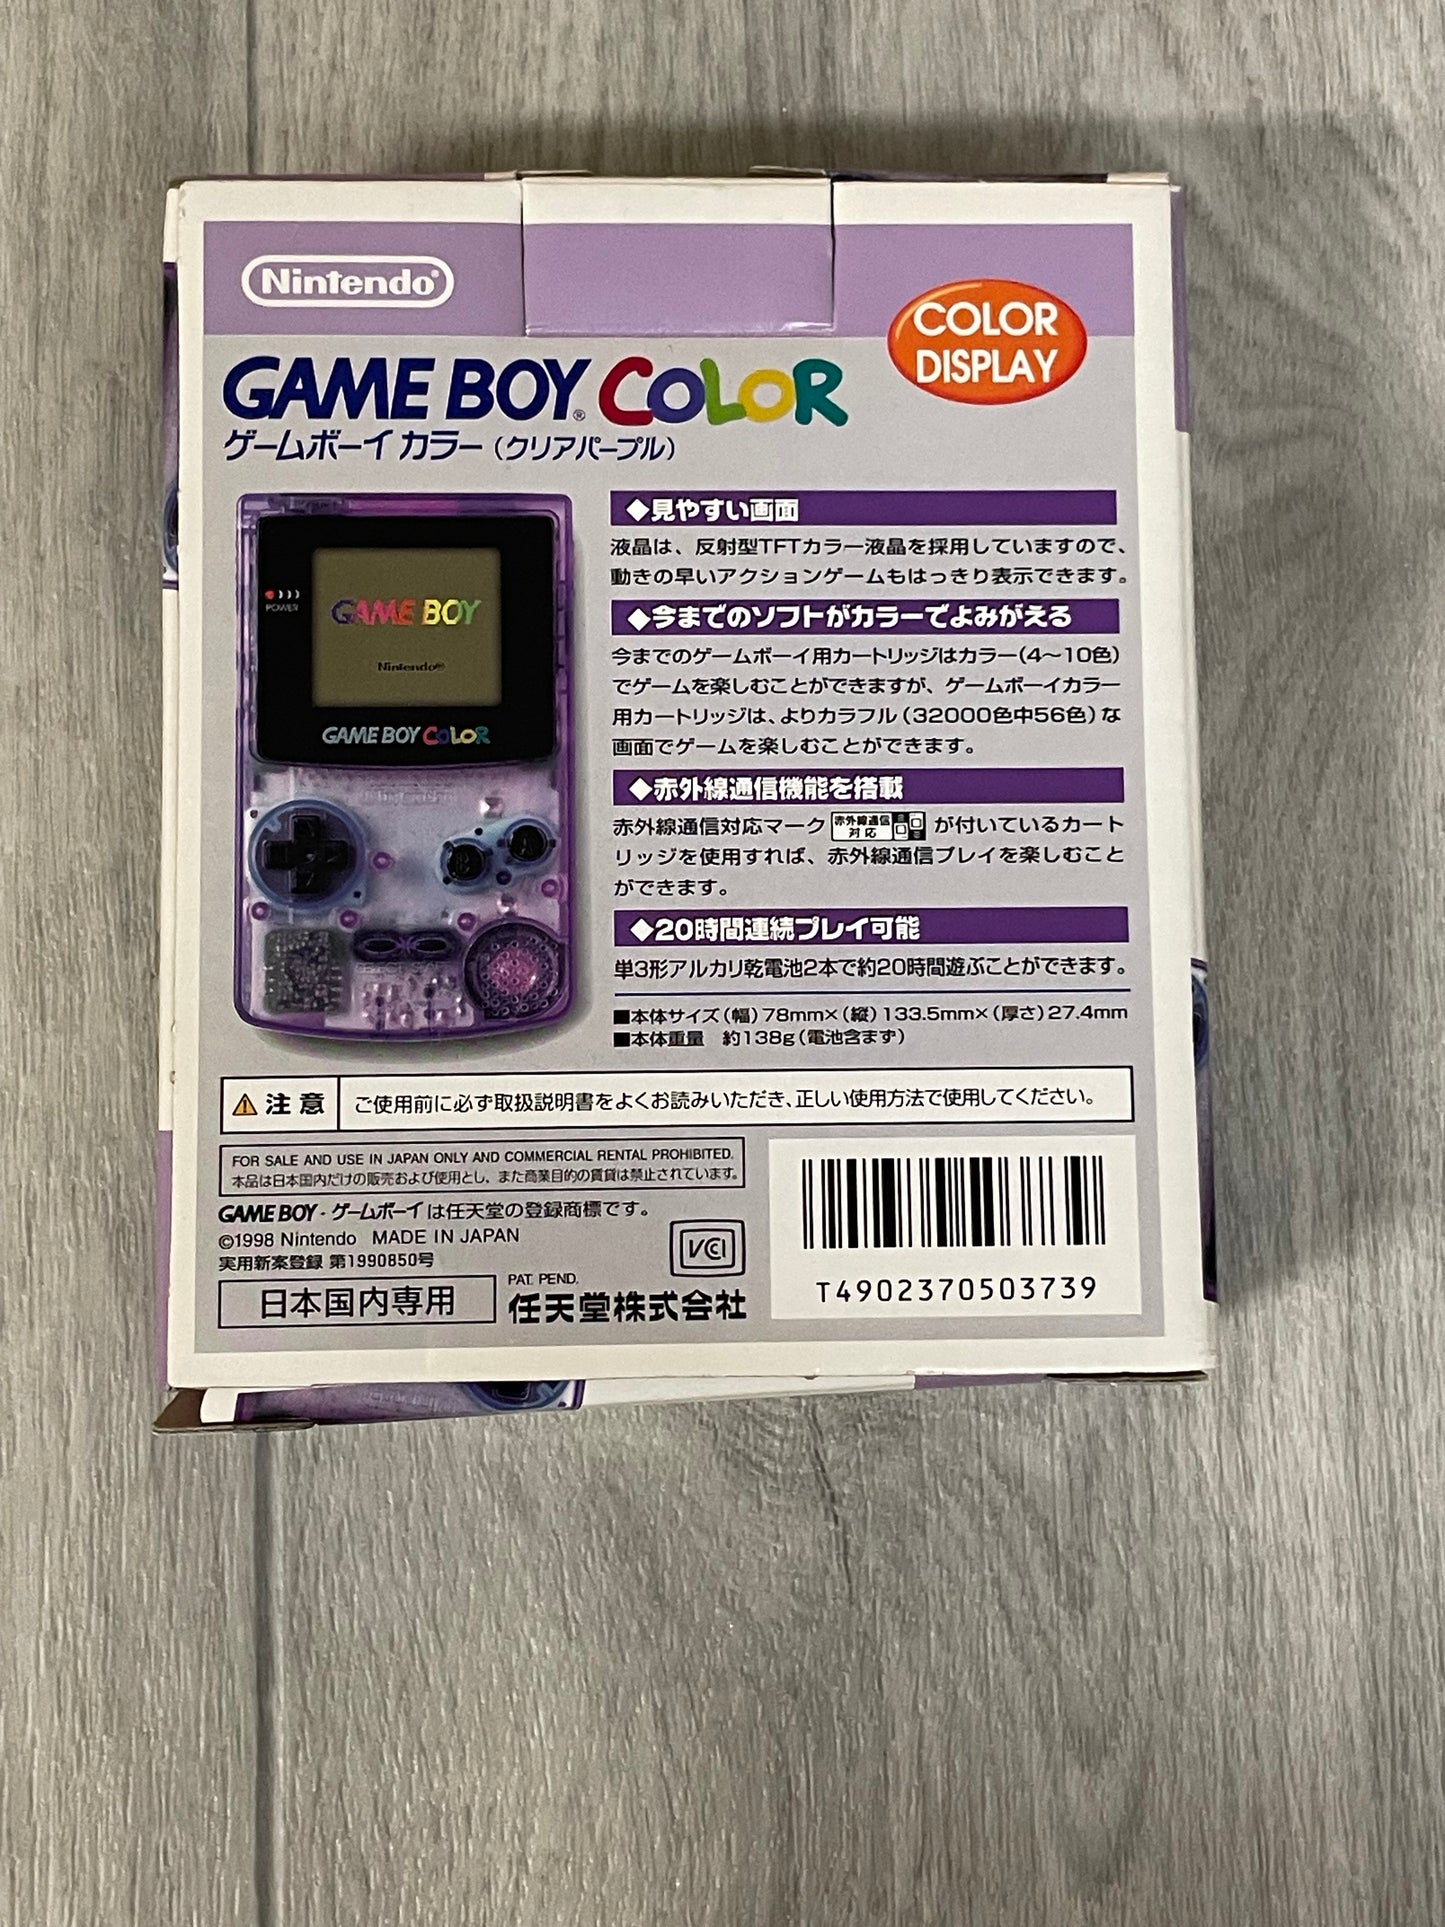 Nintendo®
COLOR
DISPLAY
GAME BOY® COLOR
ゲームボーイ カラー（クリアパープル）
POWER
GAME BOY
Nintendo®
GAME BOY COLOR
B
A
◆見やすい画面
液晶は、反射型TFTカラー液晶を採用していますので、
動きの早いアクションゲームもはっきり表示できます。
◆今までのソフトがカラーでよみがえる
今までのゲームボーイ用カートリッジはカラー（4〜10色）
でゲームを楽しむことができますが、ゲームボーイカラー
用カートリッジは、よりカラフル（32000色中56色）な
画面でゲームを楽しむことができます。
◆赤外線通信機能を搭載
赤外線通信対応マーク 赤外線通信対応 が付いているカート
リッジを使用すれば、赤外線通信プレイを楽しむこと
ができます。
◆20時間連続プレイ可能
単3形アルカリ乾電池2本で約20時間遊ぶことができます。
■本体サイズ（幅）78mm×（縦）133.5mm×（厚さ）27.4mm
■本体重量　約138g（電池含まず）
注意 ご使用前に必ず取扱説明書をよくお読みいただき、正しい使用方法で使用してください。
FOR SALE AND USE IN JAPAN ONLY AND COMMERCIAL RENTAL PROHIBITED.
本品は日本国内だけの販売および使用とし、また商業目的の賃貸は禁止されています。
GAME BOY・ゲームボーイは任天堂の登録商標です。
©1998 Nintendo　MADE IN JAPAN
実用新案登録 第1990850号
VCCI
日本国内専用
PAT. PEND.
任天堂株式会社
T4902370503739